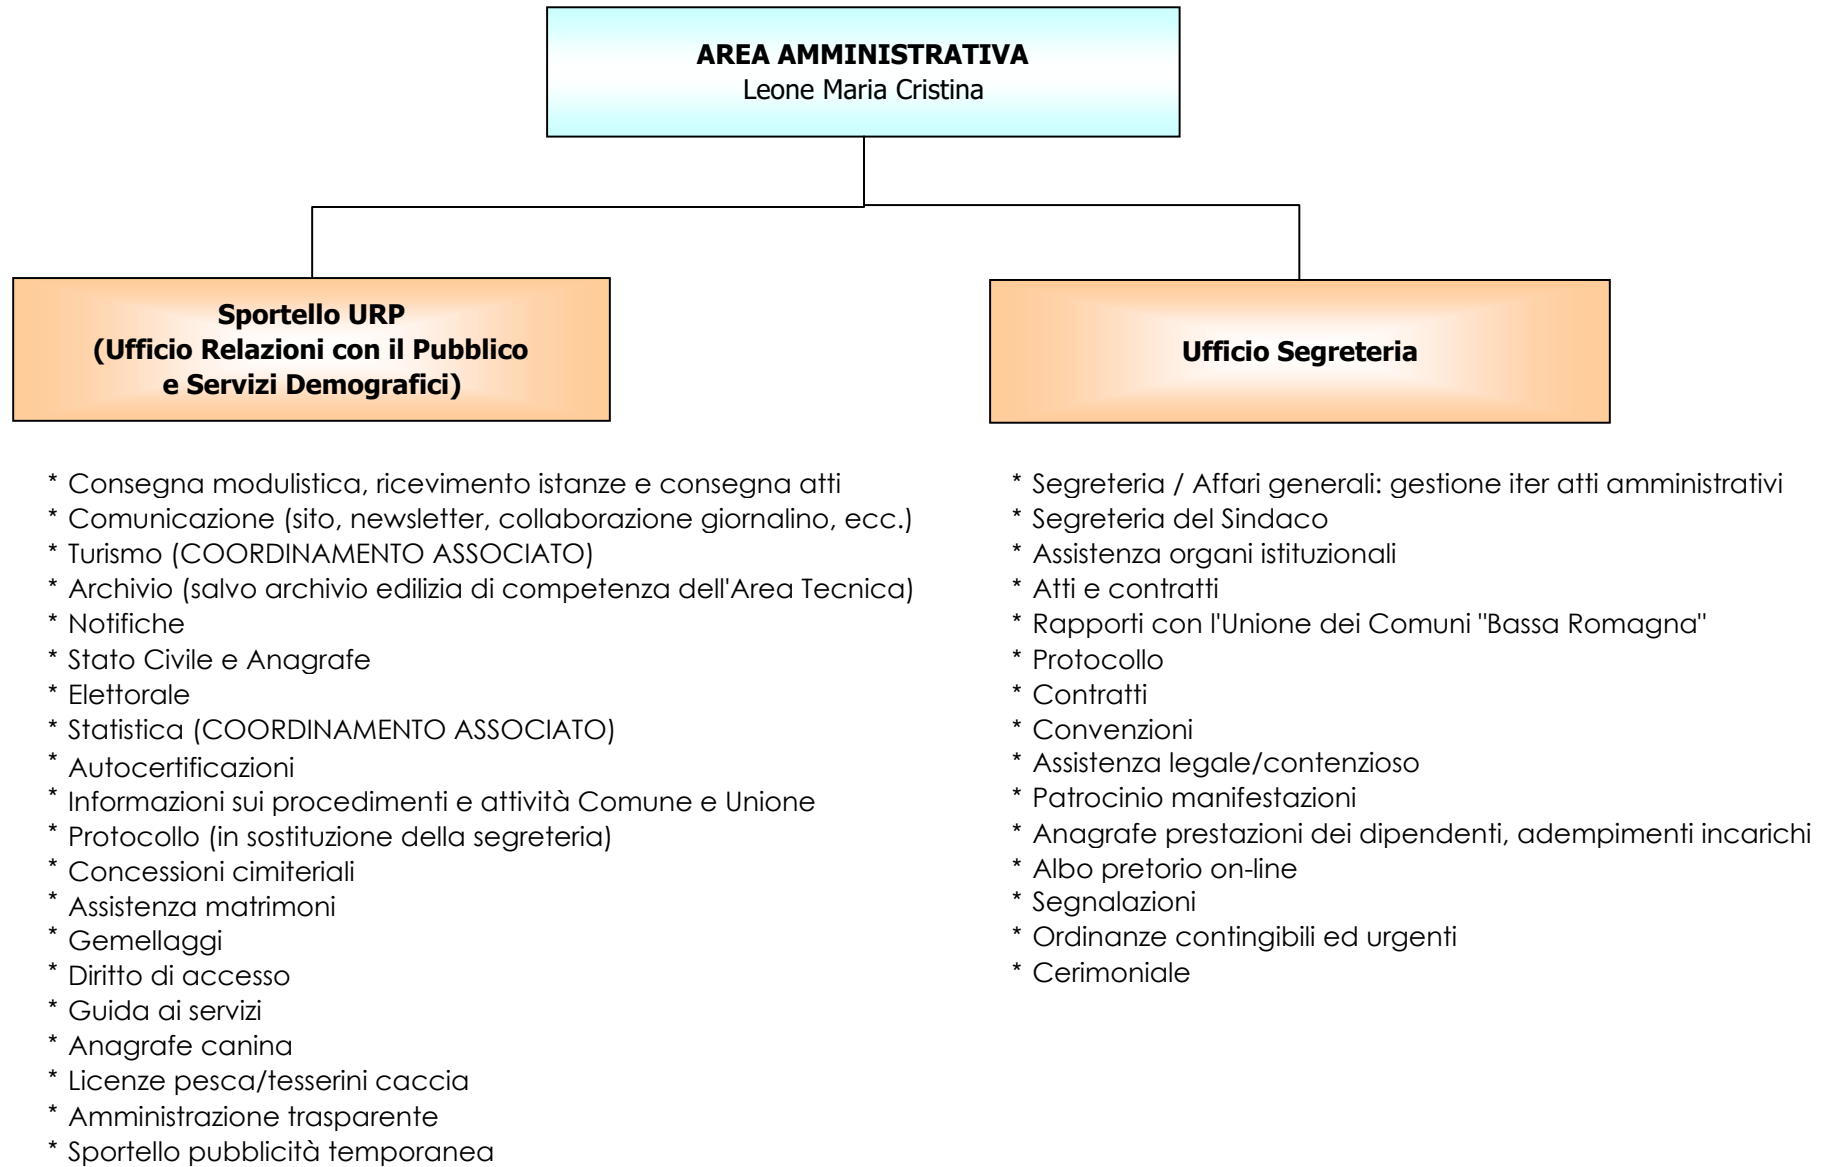 AREA AMMINISTRATIVA
Leone Maria Cristina
Sportello URP
(Ufficio Relazioni con il Pubblico
e Servizi Demografici)
* Consegna modulistica, ricevimento istanze e consegna atti
* Comunicazione (sito, newsletter, collaborazione giornalino, ecc.)
* Turismo (COORDINAMENTO ASSOCIATO)
* Archivio (salvo archivio edilizia di competenza dell'Area Tecnica)
* Notifiche
* Stato Civile e Anagrafe
* Elettorale
* Statistica (COORDINAMENTO ASSOCIATO)
* Autocertificazioni
* Informazioni sui procedimenti e attività Comune e Unione
* Protocollo (in sostituzione della segreteria)
* Concessioni cimiteriali
* Assistenza matrimoni
* Gemellaggi
* Diritto di accesso
* Guida ai servizi
* Anagrafe canina
* Licenze pesca/tesserini caccia
* Amministrazione trasparente
* Sportello pubblicità temporanea
Ufficio Segreteria
* Segreteria / Affari generali: gestione iter atti amministrativi
* Segreteria del Sindaco
* Assistenza organi istituzionali
* Atti e contratti
* Rapporti con l'Unione dei Comuni "Bassa Romagna"
* Protocollo
* Contratti
* Convenzioni
* Assistenza legale/contenzioso
* Patrocinio manifestazioni
* Anagrafe prestazioni dei dipendenti, adempimenti incarichi
* Albo pretorio on-line
* Segnalazioni
* Ordinanze contingibili ed urgenti
* Cerimoniale